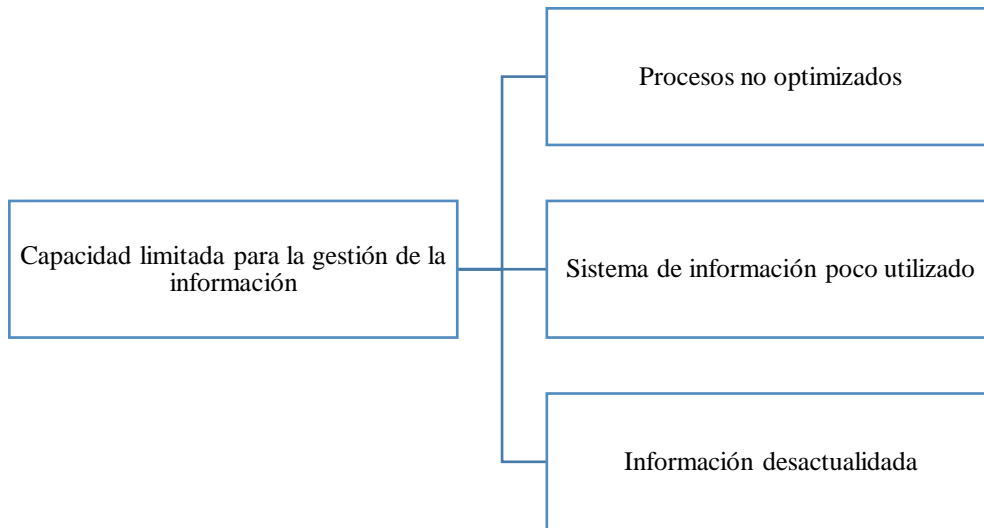 Procesos no optimizados
Capacidad limitada para la gestión de la
información
Sistema de información poco utilizado
Información desactualidada